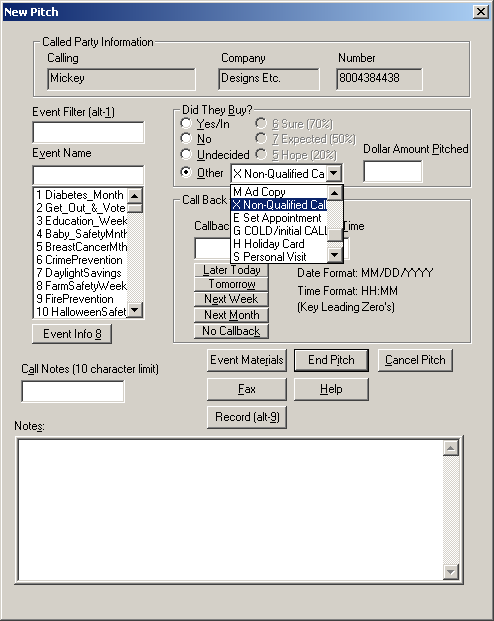 New Pitch
Called Party Information
Calling Company Number
Mickey Designs Etc. 8004384438
Event Filter (alt-1)
Event Name
1 Diabetes_Month
2 Get_Out_&_Vote
3 Education_Week
4 Baby_SafetyMnth
5 BreastCancerMth
6 CrimePrevention
7 DaylightSavings
8 FarmSafetyWeek
9 FirePrevention
10 HalloweenSafet
Event Info 8
Call Notes (10 character limit)
Did They Buy?
Yes/In 6 Sure (70%)
No 7 Expected (50%)
Undecided 5 Hope (20%)
Other X Non-Qualified Ca
Dollar Amount Pitched
M Ad Copy
X Non-Qualified Call
E Set Appointment
G COLD/initial CALL
H Holiday Card
S Personal Visit
Call Back
Time
Later Today
Tomorrow
Next Week
Next Month
No Callback
Date Format: MM/DD/YYYY
Time Format: HH:MM
(Key Leading Zero's)
Event Materials End Pitch Cancel Pitch
Fax Help
Record (alt-9)
Notes: